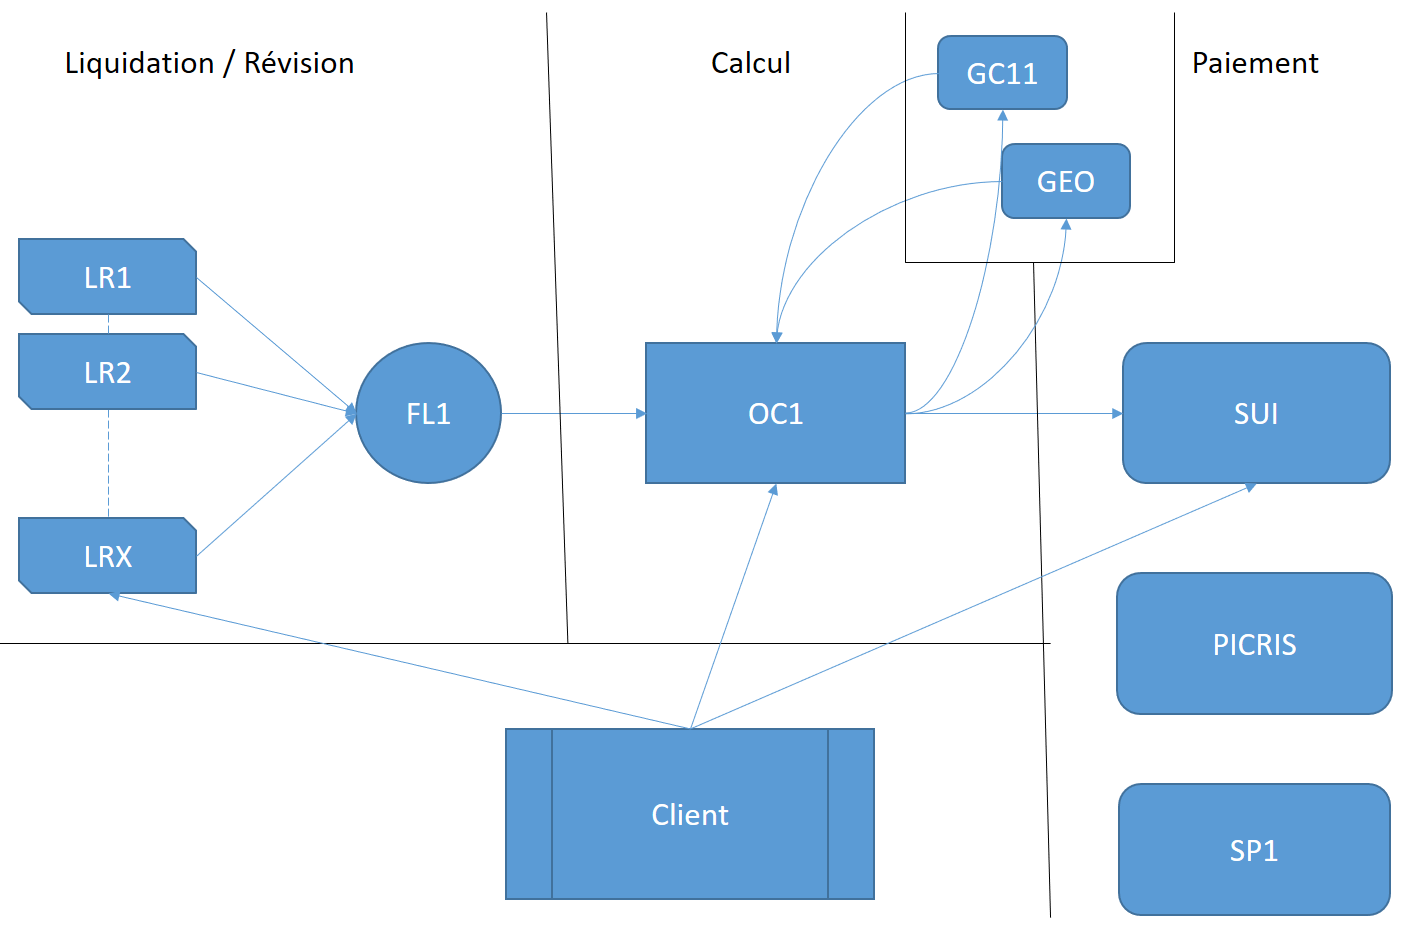 Liquidation / Révision
Calcul
GC11
Paiement
GEO
LR1
LR2
FL1
OC1
SUI
LRX
PICRIS
Client
SP1